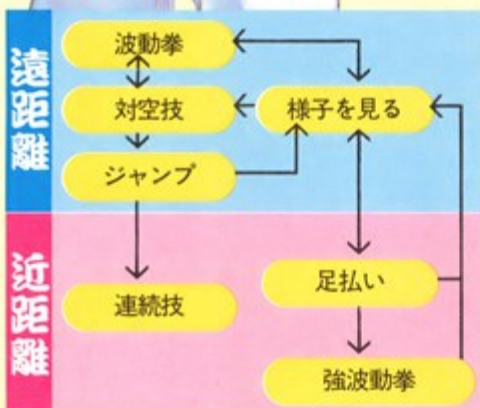 遠距離
波動拳
対空技
様子を見る
ジャンプ
近距離
連続技
足払い
強波動拳